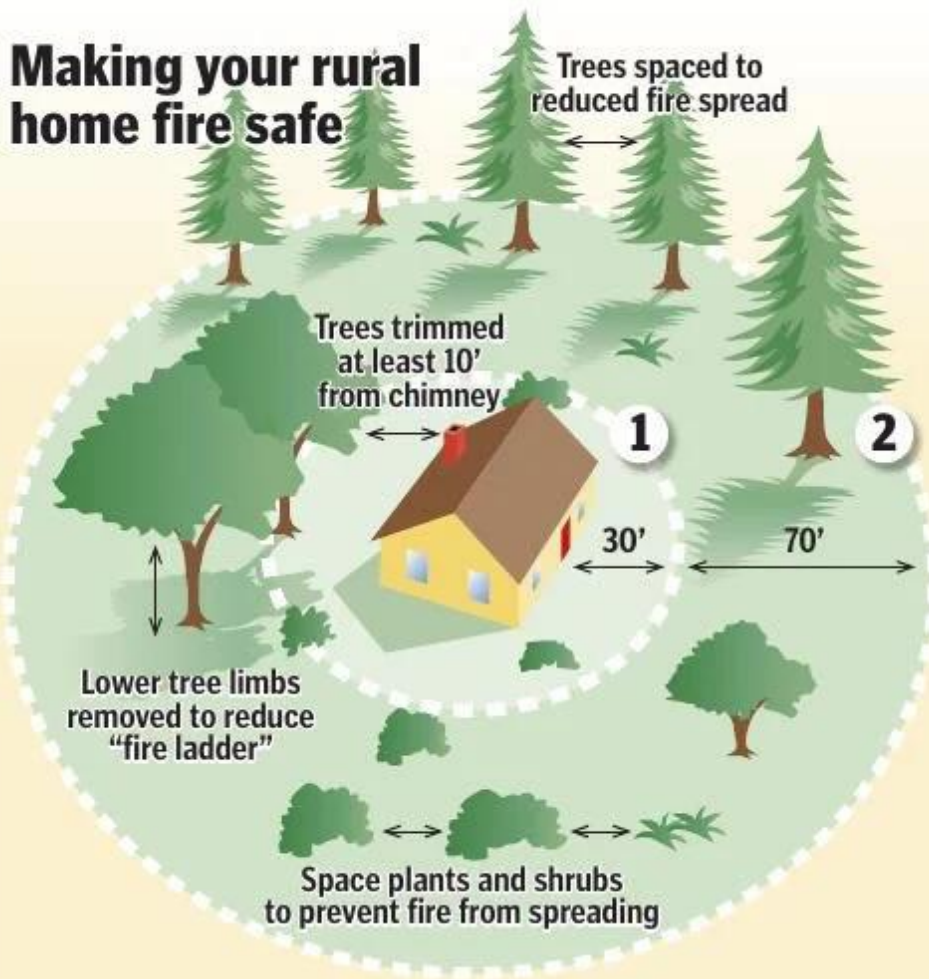 Making your rural
home fire safe
Trees spaced to
reduced fire spread
Trees trimmed
at least 10’
from chimney
1
2
30’
70’
Lower tree limbs
removed to reduce
“fire ladder”
Space plants and shrubs
to prevent fire from spreading